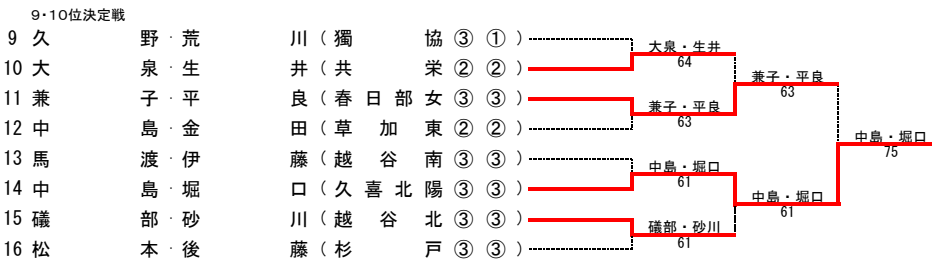 9・10位決定戦
9 久野・荒川(獨協③①)
10 大泉・生井(共栄②②)
11 兼子・平良(春日部女③③)
12 中島・金田(草加東②②)
13 馬渡・伊藤(越谷南③③)
14 中島・堀口(久喜北陽③③)
15 礒部・砂川(越谷北③③)
16 松本・後藤(杉戸③③)
大泉・生井
64
兼子・平良
63
中島・堀口
61
礒部・砂川
61
兼子・平良
63
中島・堀口
61
中島・堀口
75